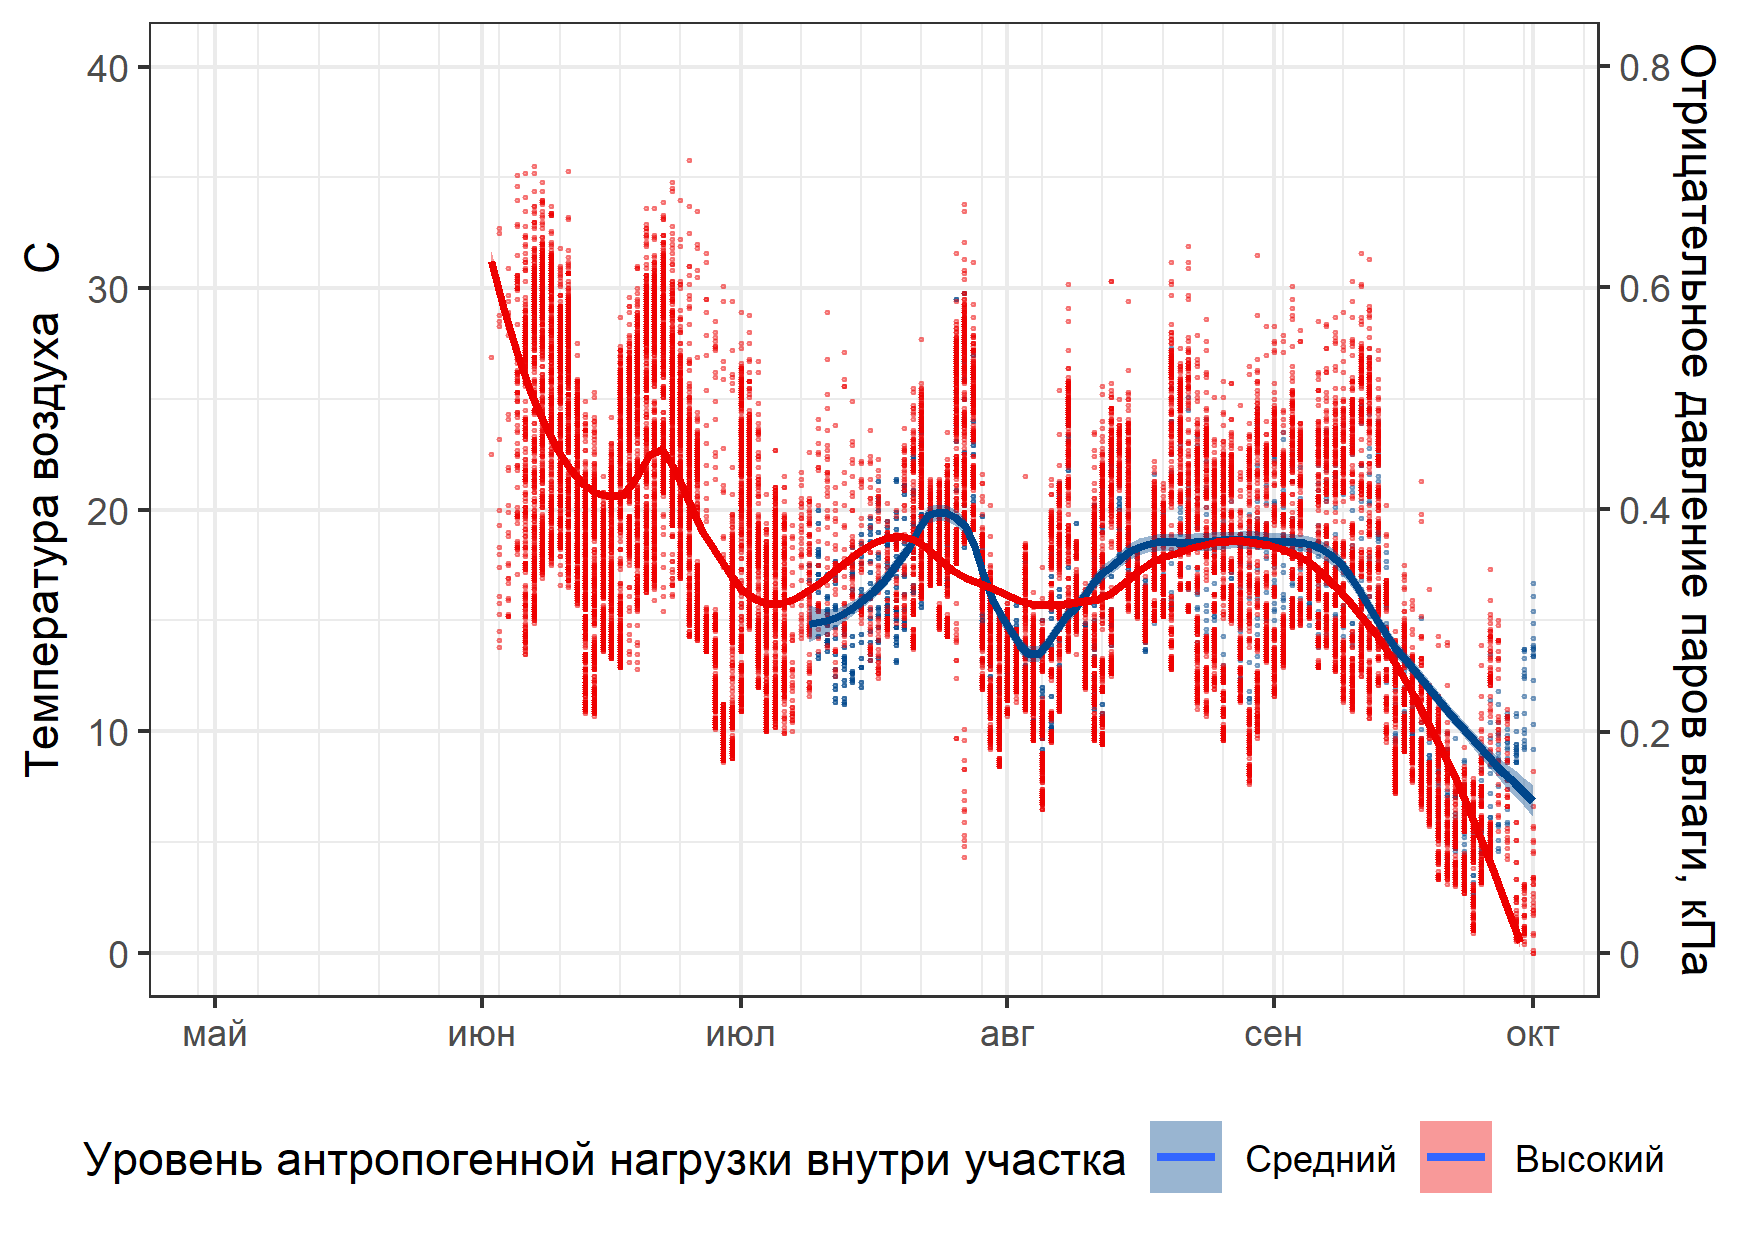 Температура воздуха С
40
30
20
10
0
0.8
0.6
0.4
0.2
0
Отрицательное давление паров влаги, кПа
май июн июл авг сен окт
Уровень антропогенной нагрузки внутри участка Средний Высокий